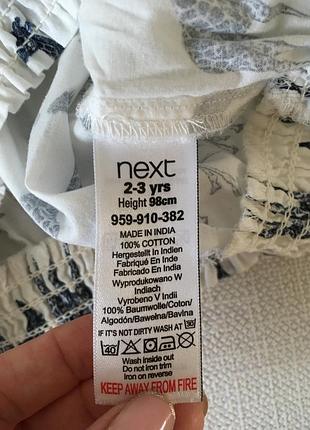 next
2-3 yrs
Height 98cm
959-910-382
MADE IN INDIA
100% COTTON
Hergestellt In Indien
Fabriqué En Inde
Fabricado En India
Wyprodukowano W
Indiach
Vyrobeno V Indii
100% Baumwolle/Coton/
Algodón/Bawełna/Bavlna
IF IT'S NOT DIRTY WASH AT 30
40
Wash inside out
Do not iron trim
Iron on reverse
KEEP AWAY FROM FIRE